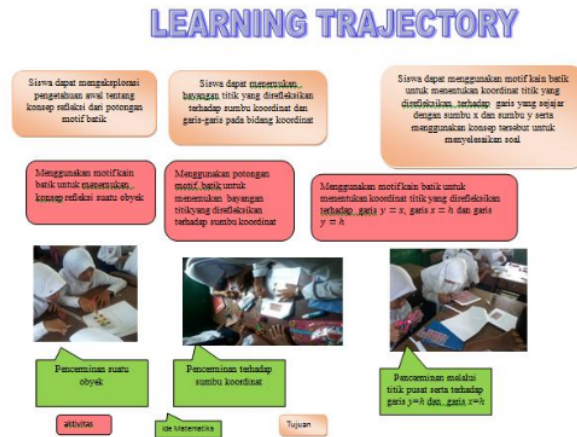 LEARNING TRAJECTORY
Siswa dapat mengeksplorasi
pengetahuan awal tentang
konsep refleksi dari potongan
motif batik
Siswa dapat menemukan
bayangan titik yang direfleksikan
terhadap sumbu koordinat dan
garis-garis pada bidang koordinat
Siswa dapat menggunakan motif kain batik
untuk menentukan koordinat titik yang
direfleksikan terhadap garis yang sejajar
dengan sumbu x dan sumbu y serta
menggunakan konsep tersebut untuk
menyelesaikan soal
Menggunakan motif kain
batik untuk menemukan
konsep refleksi suatu obyek
Menggunakan potongan
motif batik untuk
menemukan bayangan
titikyang direfleksikan
terhadap sumbu koordinat
Menggunakan motif kain batik untuk
menentukan koordinat titik yang direfleksikan
terhadap garis y = x, garis x = h dan garis
y = h
Pencerminan suatu
obyek
Pencerminan terhadap
sumbu koordinat
Pencerminan melalui
titik pusat serta terhadap
garis y=h dan garis x=h
aktivitas
Ide Matematika
Tujuan